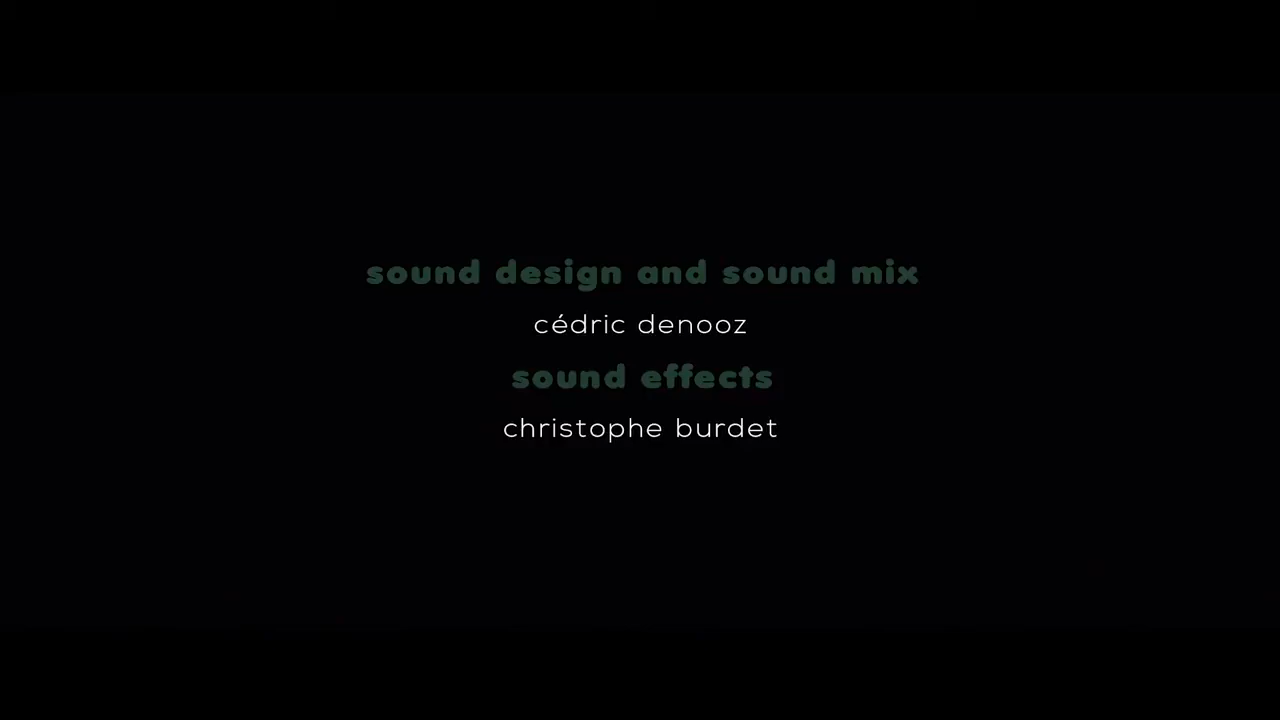 sound design and sound mix
cédric denooz
sound effects
christophe burdet